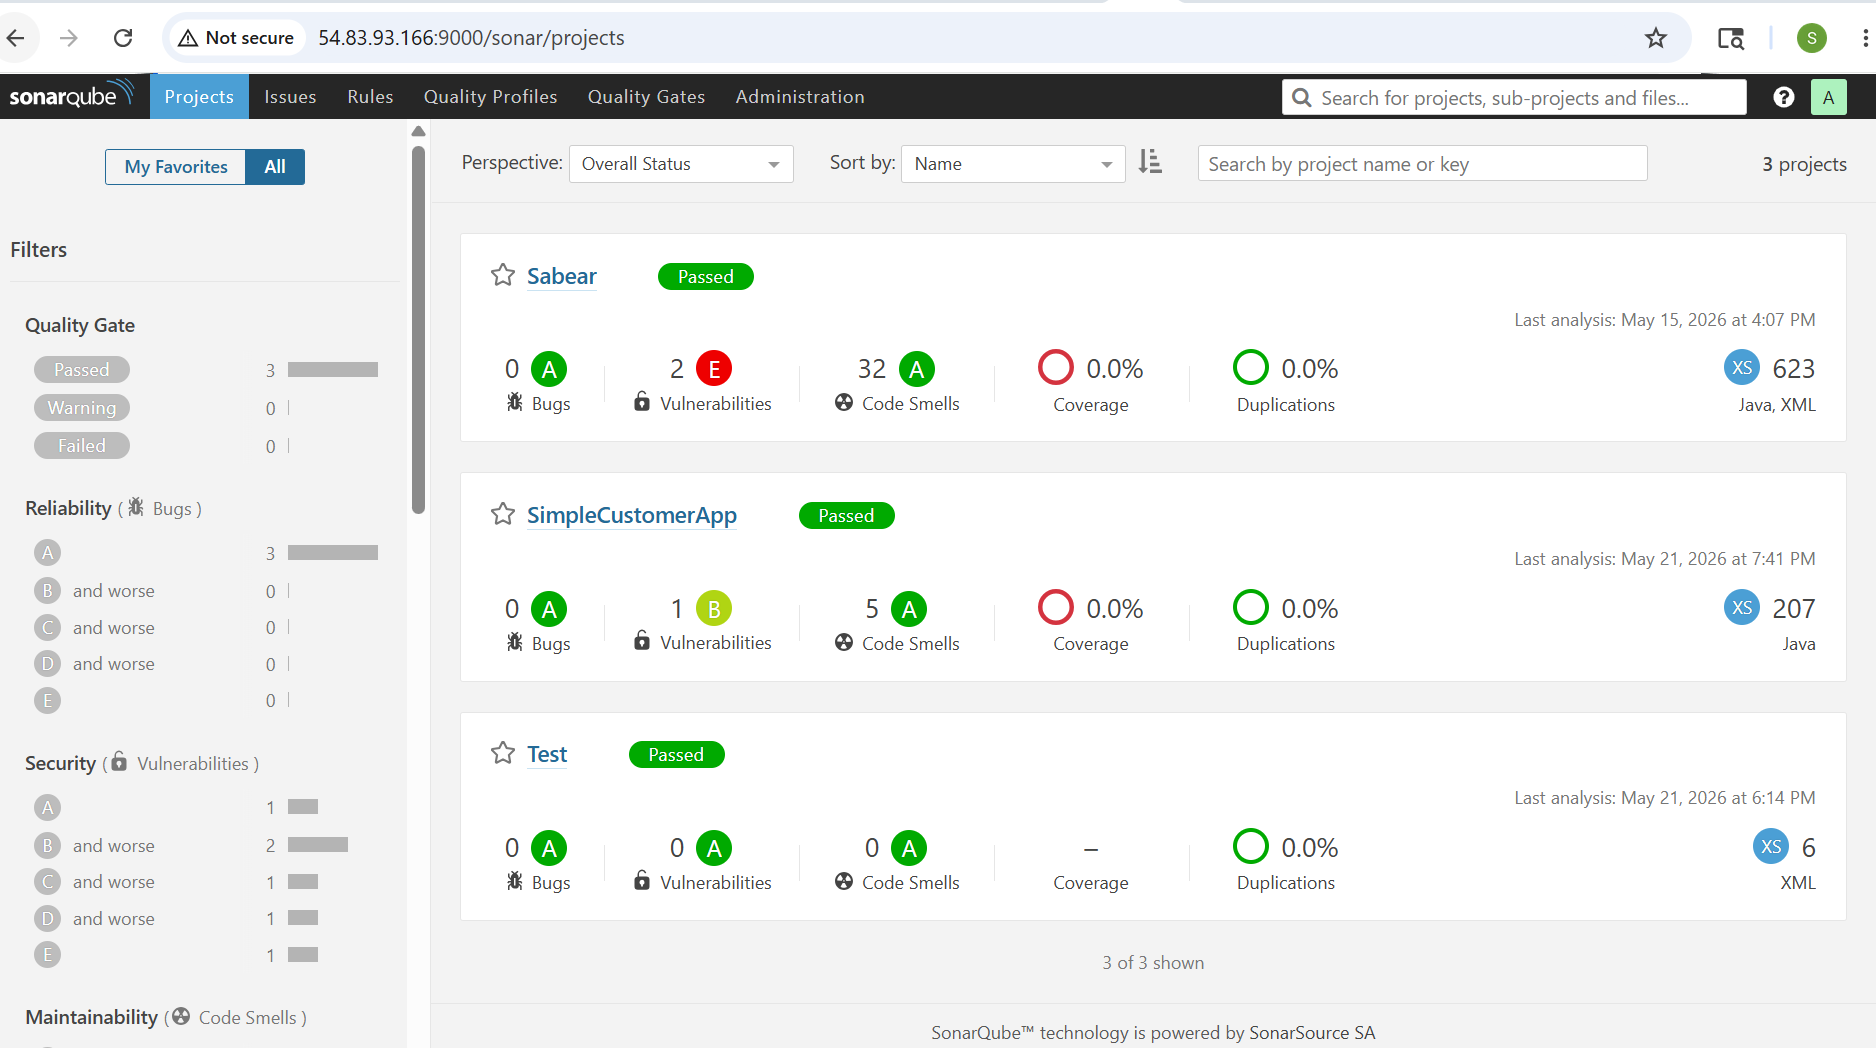 Not secure 54.83.93.166:9000/sonar/projects S
sonarqube Projects Issues Rules Quality Profiles Quality Gates Administration Search for projects, sub-projects and files... ? A
My Favorites All
Filters
Quality Gate
Passed 3
Warning 0
Failed 0
Reliability ( Bugs )
A 3
B and worse 0
C and worse 0
D and worse 0
E 0
Security ( Vulnerabilities )
A 1
B and worse 2
C and worse 1
D and worse 1
E 1
Maintainability ( Code Smells )
Perspective: Overall Status Sort by: Name Search by project name or key 3 projects
Sabear Passed
Last analysis: May 15, 2026 at 4:07 PM
0 A 2 E 32 A 0.0% 0.0% XS 623
Bugs Vulnerabilities Code Smells Coverage Duplications Java, XML
SimpleCustomerApp Passed
Last analysis: May 21, 2026 at 7:41 PM
0 A 1 B 5 A 0.0% 0.0% XS 207
Bugs Vulnerabilities Code Smells Coverage Duplications Java
Test Passed
Last analysis: May 21, 2026 at 6:14 PM
0 A 0 A 0 A – 0.0% XS 6
Bugs Vulnerabilities Code Smells Coverage Duplications XML
3 of 3 shown
SonarQube™ technology is powered by SonarSource SA